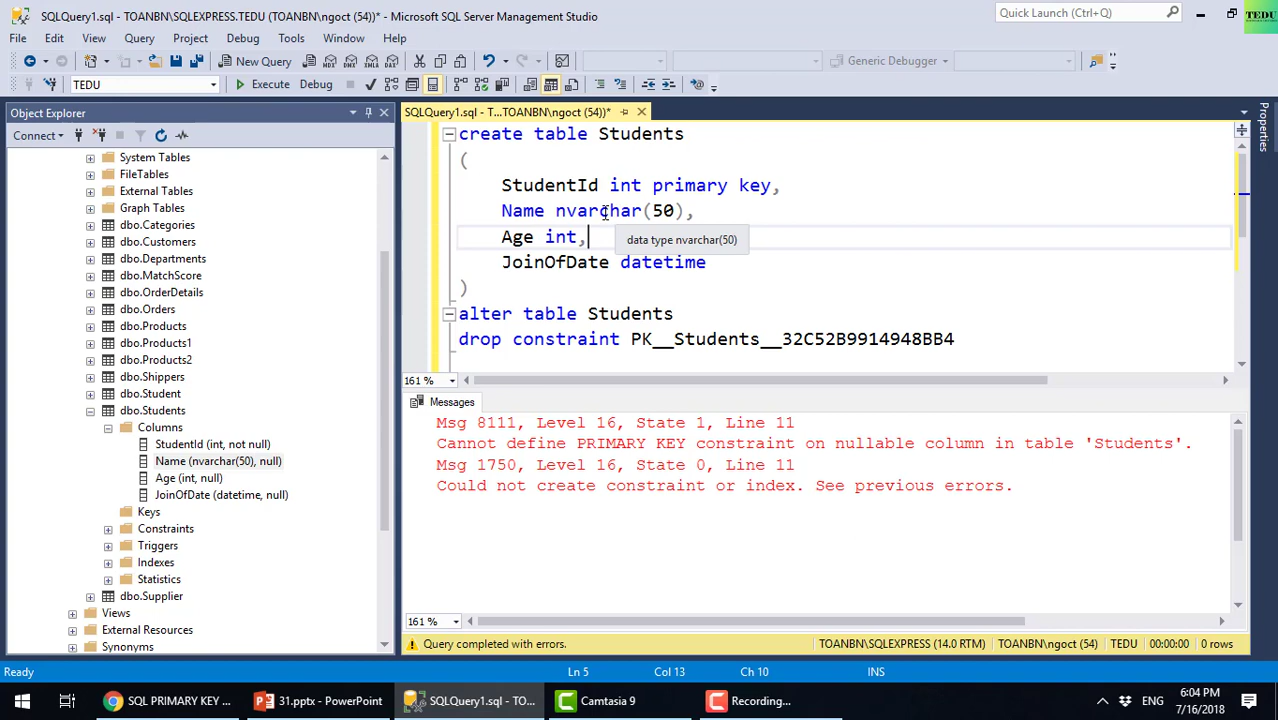 SQLQuery1.sql - TOANBN\SQLEXPRESS.TEDU (TOANBN\ngoct (54))* - Microsoft SQL Server Management Studio
Quick Launch (Ctrl+Q)
TEDU
File Edit View Query Project Debug Tools Window Help
New Query
Generic Debugger
TEDU
Execute Debug
Object Explorer
SQLQuery1.sql - T...TOANBN\ngoct (54))*
Properties
Connect
System Tables
FileTables
External Tables
Graph Tables
dbo.Categories
dbo.Customers
dbo.Departments
dbo.MatchScore
dbo.OrderDetails
dbo.Orders
dbo.Products
dbo.Products1
dbo.Products2
dbo.Shippers
dbo.Student
dbo.Students
Columns
StudentId (int, not null)
Name (nvarchar(50), null)
Age (int, null)
JoinOfDate (datetime, null)
Keys
Constraints
Triggers
Indexes
Statistics
dbo.Supplier
Views
External Resources
Synonyms
create table Students
(
StudentId int primary key,
Name nvarchar(50),
Age int,
data type nvarchar(50)
JoinOfDate datetime
)
alter table Students
drop constraint PK__Students__32C52B9914948BB4
161 %
Messages
Msg 8111, Level 16, State 1, Line 11
Cannot define PRIMARY KEY constraint on nullable column in table 'Students'.
Msg 1750, Level 16, State 0, Line 11
Could not create constraint or index. See previous errors.
161 %
Query completed with errors.
TOANBN\SQLEXPRESS (14.0 RTM) TOANBN\ngoct (54) TEDU 00:00:00 0 rows
Ready
Ln 5 Col 13 Ch 10 INS
SQL PRIMARY KEY ...
31.pptx - PowerPoint
SQLQuery1.sql - TO...
Camtasia 9
Recording...
ENG
6:04 PM
7/16/2018